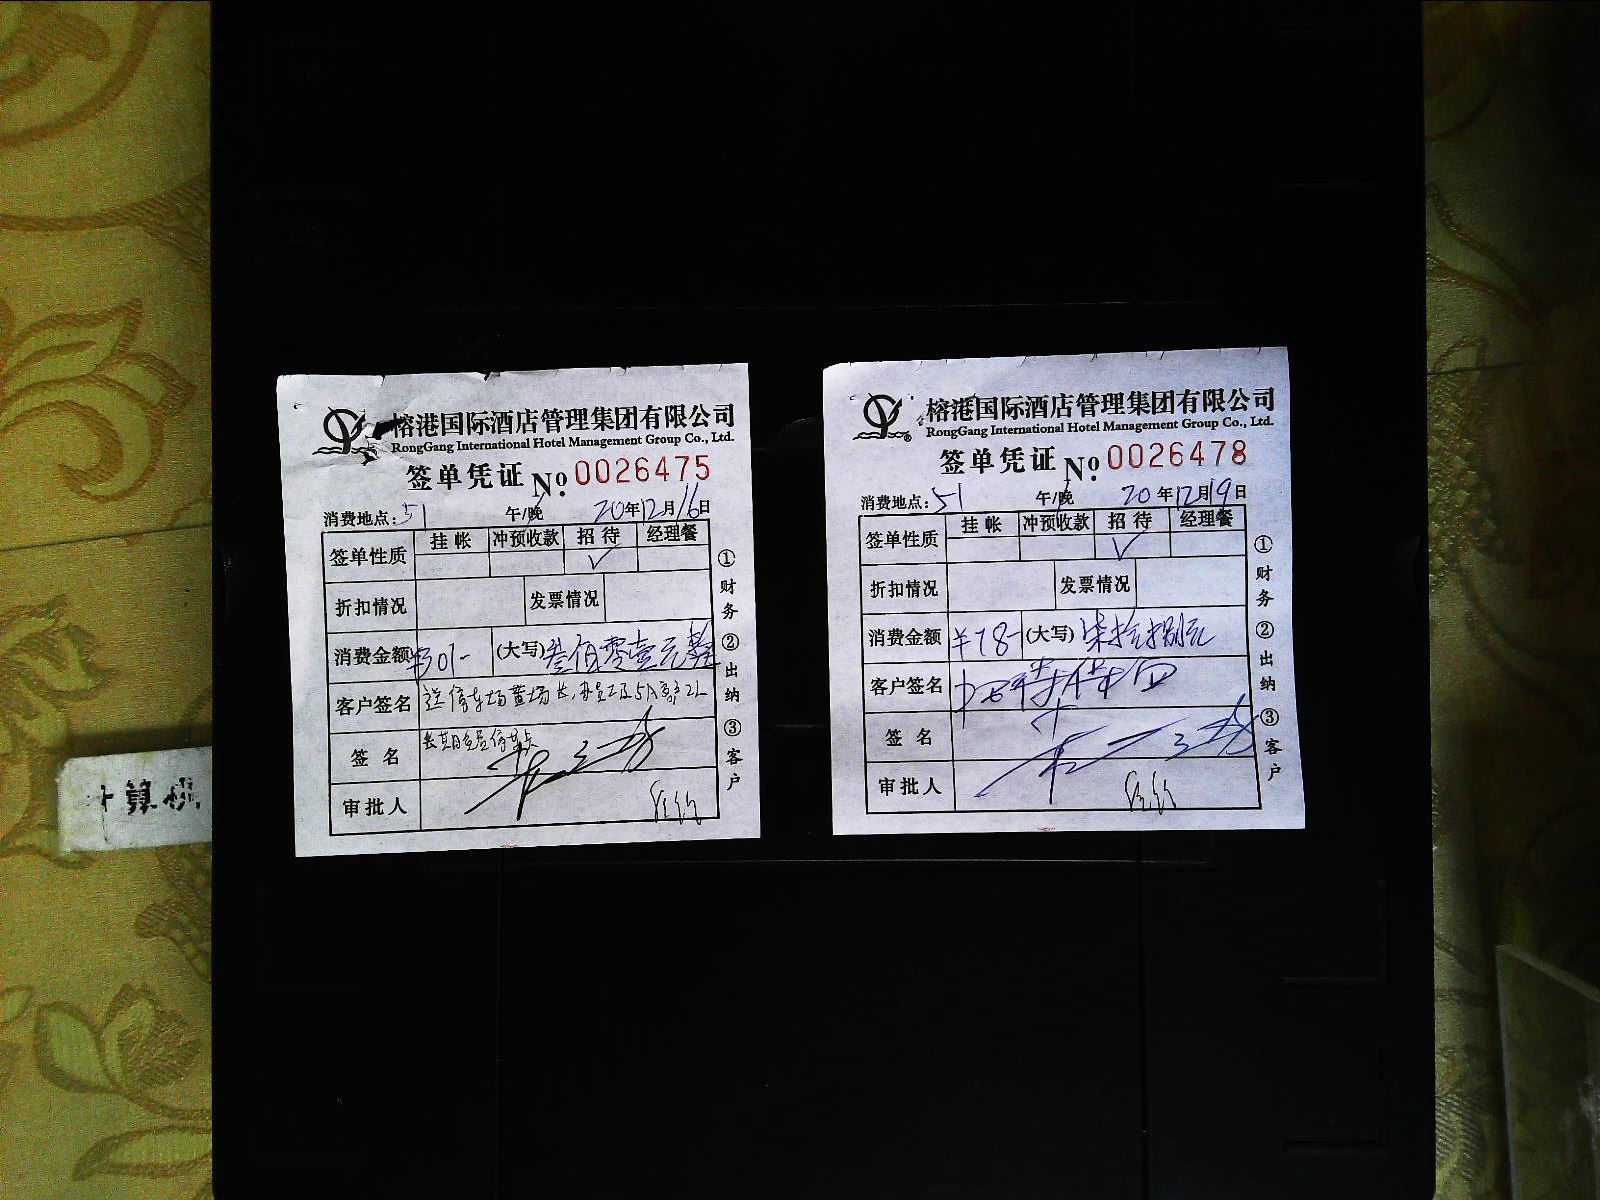 榕港国际酒店管理集团有限公司
RongGang International Hotel Management Group Co., Ltd.
签单凭证 No. 0026475
消费地点: 51 午/晚 20年12月16日
签单性质 挂帐 冲预收款 招待 经理餐
✓
折扣情况 发票情况
消费金额 ¥301- (大写) 叁佰零壹元整
客户签名
签名
审批人
①财务 ②出纳 ③客户
榕港国际酒店管理集团有限公司
RongGang International Hotel Management Group Co., Ltd.
签单凭证 No. 0026478
消费地点: 51 午/晚 20年12月19日
签单性质 挂帐 冲预收款 招待 经理餐
✓
折扣情况 发票情况
消费金额 ¥78- (大写) 柒拾捌元
客户签名
签名
审批人
①财务 ②出纳 ③客户